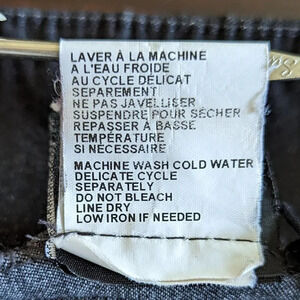 LAVER À LA MACHINE
A L'EAU FROIDE
AU CYCLE DÉLICAT
SEPAREMENT
NE PAS JAVELLISER
SUSPENDRE POUR SÉCHER
REPASSER À BASSE
TEMPÉRATURE
SI NÉCESSAIRE
MACHINE WASH COLD WATER
DELICATE CYCLE
SEPARATELY
DO NOT BLEACH
LINE DRY
LOW IRON IF NEEDED